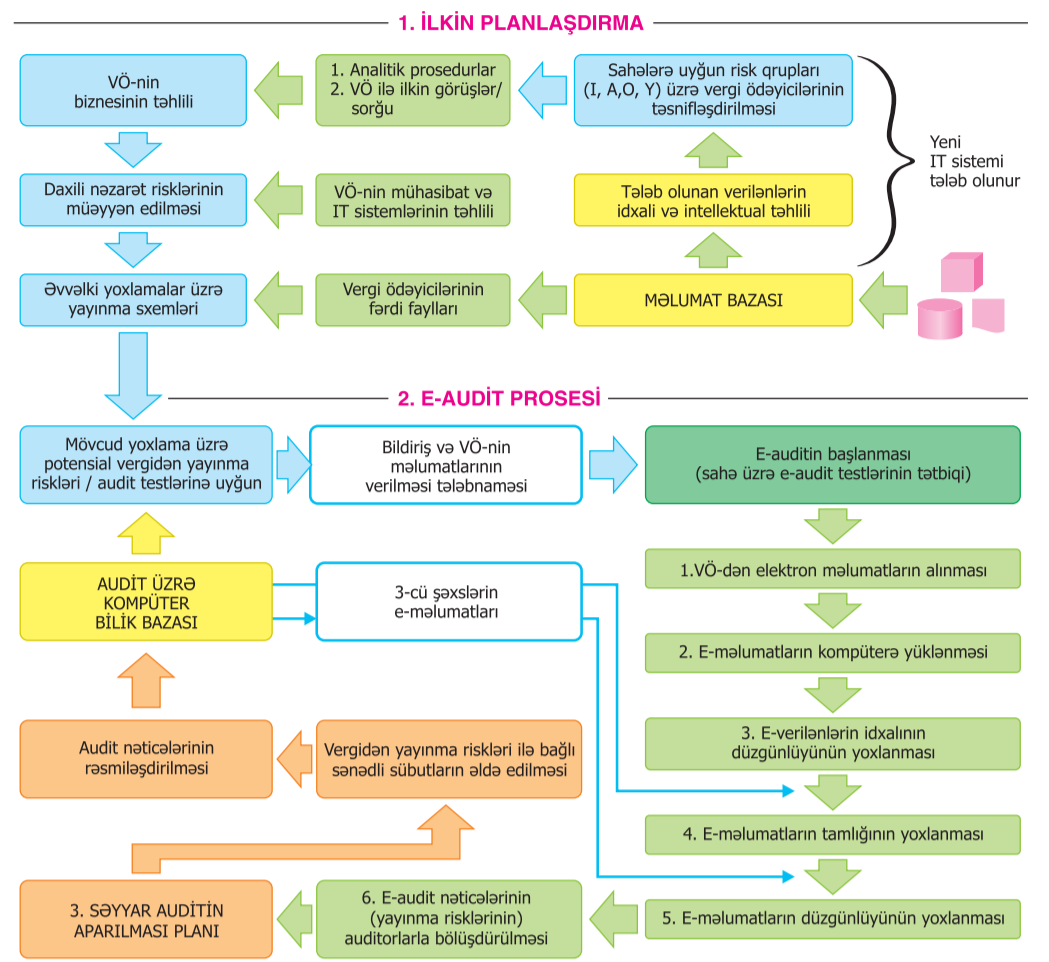 1. İLKİN PLANLAŞDIRMA
VÖ-nin
biznesinin təhlili
1. Analitik prosedurlar
2. VÖ ilə ilkin görüşlər/
sorğu
Sahələrə uyğun risk qrupları
(I, A,O, Y) üzrə vergi ödəyicilərinin
təsnifləşdirilməsi
Yeni
IT sistemi
tələb olunur
Daxili nəzarət risklərinin
müəyyən edilməsi
VÖ-nin mühasibat və
IT sistemlərinin təhlili
Tələb olunan verilənlərin
idxali və intellektual təhlili
Əvvəlki yoxlamalar üzrə
yayınma sxemləri
Vergi ödəyicilərinin
fərdi faylları
MƏLUMAT BAZASI
2. E-AUDİT PROSESİ
Mövcud yoxlama üzrə
potensial vergidən yayınma
riskləri / audit testlərinə uyğun
Bildiriş və VÖ-nin
məlumatlarının
verilməsi tələbnaməsi
E-auditin başlanması
(sahə üzrə e-audit testlərinin tətbiqi)
AUDİT ÜZRƏ
KOMPÜTER
BİLİK BAZASI
3-cü şəxslərin
e-məlumatları
1.VÖ-dən elektron məlumatların alınması
2. E-məlumatların kompüterə yüklənməsi
Audit nəticələrinin
rəsmiləşdirilməsi
Vergidən yayınma riskləri ilə bağlı
sənədli sübutların əldə edilməsi
3. E-verilənlərin idxalının
düzgünlüyünün yoxlanması
4. E-məlumatların tamlığının yoxlanması
3. SƏYYAR AUDİTİN
APARILMASI PLANI
6. E-audit nəticələrinin
(yayınma risklərinin)
auditorlarla bölüşdürülməsi
5. E-məlumatların düzgünlüyünün yoxlanması